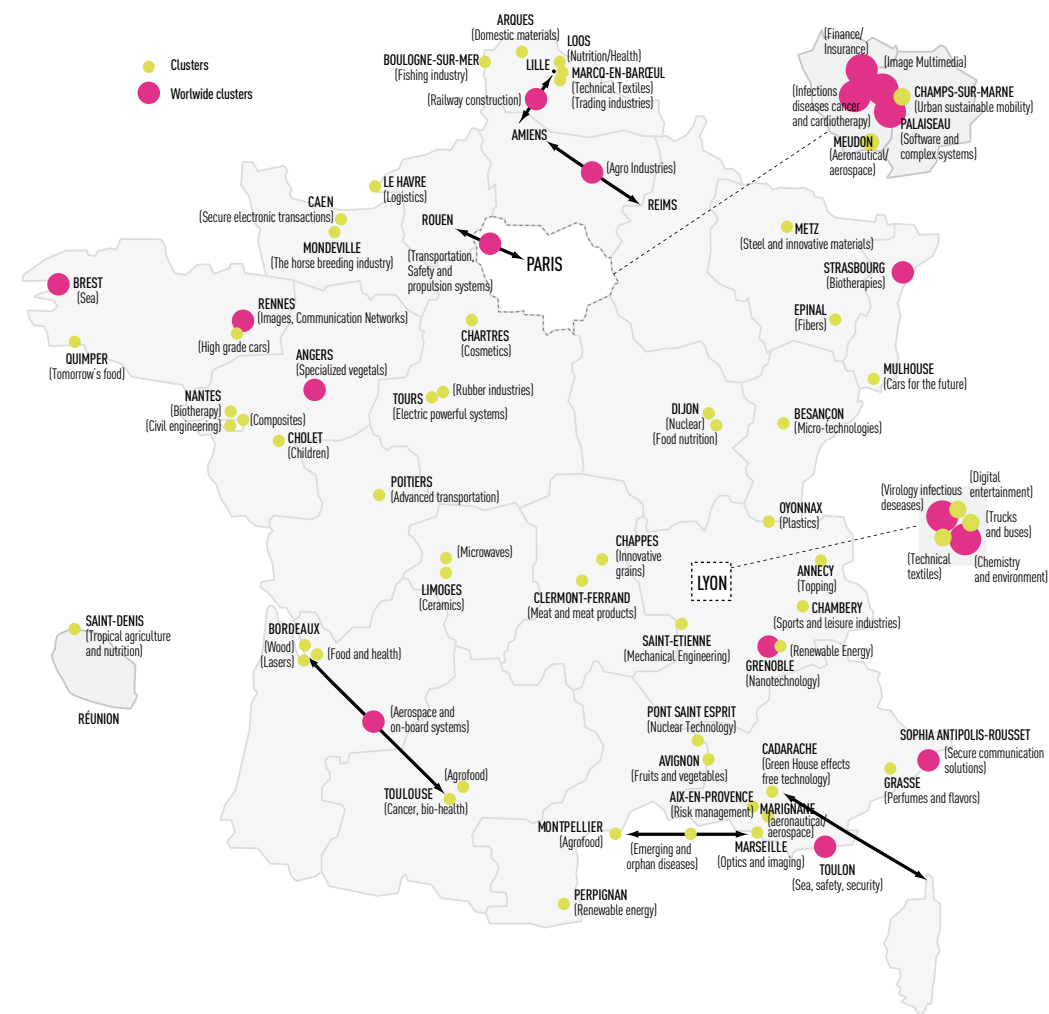 Clusters
Worlwide clusters
ARQUES
(Domestic materials)
BOULOGNE-SUR-MER
(Fishing industry)
LOOS
(Nutrition/Health)
LILLE
MARCQ-EN-BARŒUL
(Technical Textiles)
(Trading industries)
(Railway construction)
AMIENS
(Agro Industries)
REIMS
(Finance/
Insurance)
(Image Multimedia)
(Infections
diseases cancer
and cardiotherapy)
CHAMPS-SUR-MARNE
(Urban sustainable mobility)
PALAISEAU
(Software and
complex systems)
MEUDON
(Aeronautical/
aerospace)
LE HAVRE
(Logistics)
CAEN
(Secure electronic transactions)
MONDEVILLE
(The horse breeding industry)
ROUEN
(Transportation,
Safety and
propulsion systems)
PARIS
METZ
(Steel and innovative materials)
STRASBOURG
(Biotherapies)
BREST
(Sea)
RENNES
(Images, Communication Networks)
(High grade cars)
EPINAL
(Fibers)
CHARTRES
(Cosmetics)
QUIMPER
(Tomorrow's food)
ANGERS
(Specialized vegetals)
MULHOUSE
(Cars for the future)
NANTES
(Biotherapy)
(Civil engineering)
(Composites)
TOURS
(Rubber industries)
(Electric powerful systems)
DIJON
(Nuclear)
(Food nutrition)
BESANÇON
(Micro-technologies)
CHOLET
(Children)
POITIERS
(Advanced transportation)
OYONNAX
(Plastics)
(Virology infectious
deseases)
(Digital
entertainment)
(Trucks
and buses)
(Technical
textiles)
(Chemistry
and environment)
(Microwaves)
LIMOGES
(Ceramics)
CHAPPES
(Innovative
grains)
CLERMONT-FERRAND
(Meat and meat products)
LYON
ANNECY
(Topping)
CHAMBERY
(Sports and leisure industries)
SAINT-ETIENNE
(Mechanical Engineering)
(Renewable Energy)
GRENOBLE
(Nanotechnology)
SAINT-DENIS
(Tropical agriculture
and nutrition)
RÉUNION
BORDEAUX
(Wood)
(Lasers)
(Food and health)
(Aerospace and
on-board systems)
PONT SAINT ESPRIT
(Nuclear Technology)
AVIGNON
(Fruits and vegetables)
CADARACHE
(Green House effects
free technology)
SOPHIA ANTIPOLIS-ROUSSET
(Secure communication
solutions)
GRASSE
(Perfumes and flavors)
(Agrofood)
TOULOUSE
(Cancer, bio-health)
AIX-EN-PROVENCE
(Risk management)
MARIGNANE
(aeronautical/
aerospace)
MONTPELLIER
(Agrofood)
(Emerging and
orphan diseases)
MARSEILLE
(Optics and imaging)
TOULON
(Sea, safety, security)
PERPIGNAN
(Renewable energy)